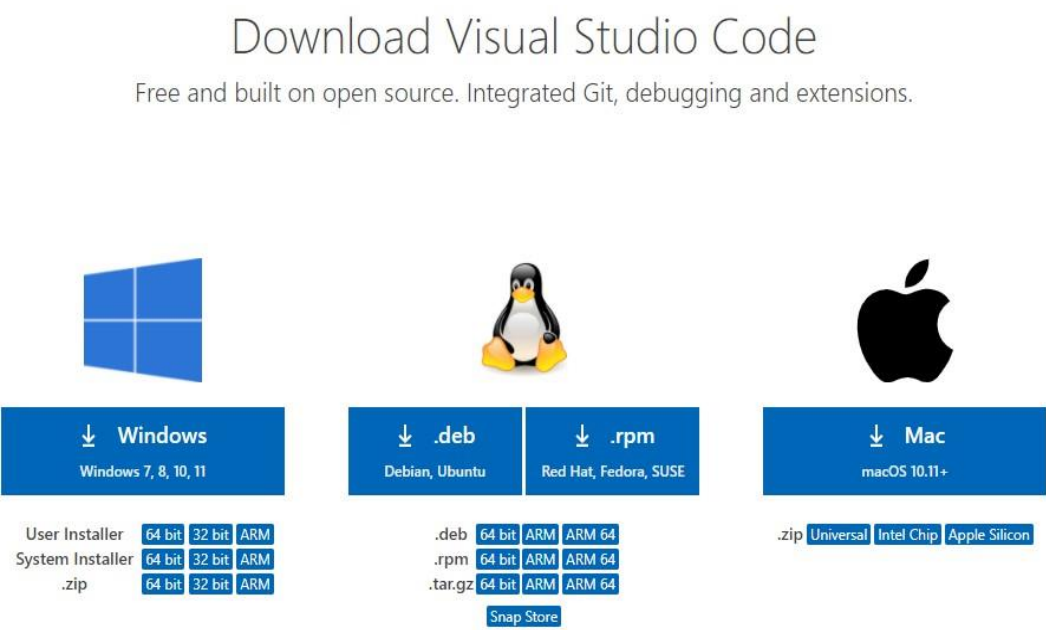 Download Visual Studio Code
Free and built on open source. Integrated Git, debugging and extensions.
Windows
Windows 7, 8, 10, 11
User Installer 64 bit 32 bit ARM
System Installer 64 bit 32 bit ARM
.zip 64 bit 32 bit ARM
.deb
Debian, Ubuntu
.rpm
Red Hat, Fedora, SUSE
.deb 64 bit ARM ARM 64
.rpm 64 bit ARM ARM 64
.tar.gz 64 bit ARM ARM 64
Snap Store
Mac
macOS 10.11+
.zip Universal Intel Chip Apple Silicon